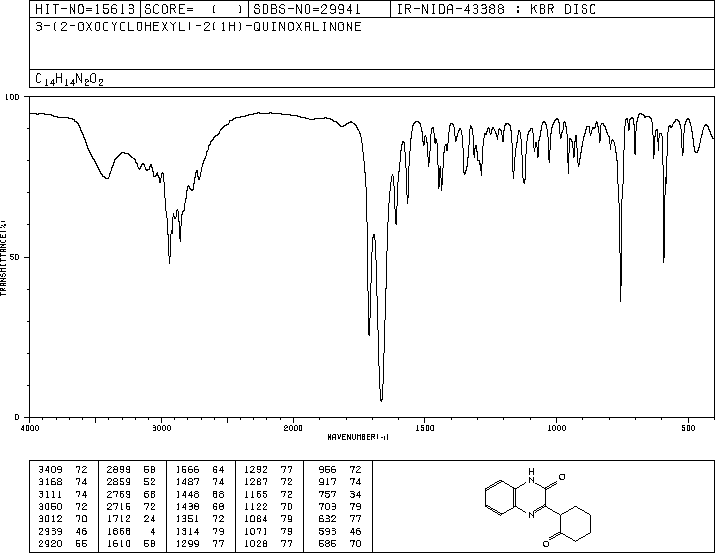 HIT-NO=15613 SCORE= ( ) SDBS-NO=29941 IR-NIDA-43388 : KBR DISC
3-(2-OXOCYCLOHEXYL)-2(1H)-QUINOXALINONE
C14H14N2O2
100
50
0
TRANSMITTANCE(%)
4000 3000 2000 1500 1000 500
WAVENUMBER(-1)
3409 72 2899 58 1566 64 1292 77 956 72
3168 74 2859 52 1487 74 1287 72 917 74
3111 74 2769 68 1448 68 1165 72 757 34
3060 72 2716 72 1438 68 1122 70 703 79
3012 70 1712 24 1351 72 1084 79 632 77
2939 46 1668 4 1314 79 1071 79 593 46
2920 55 1610 58 1299 77 1028 77 586 70
H
N O
N
O